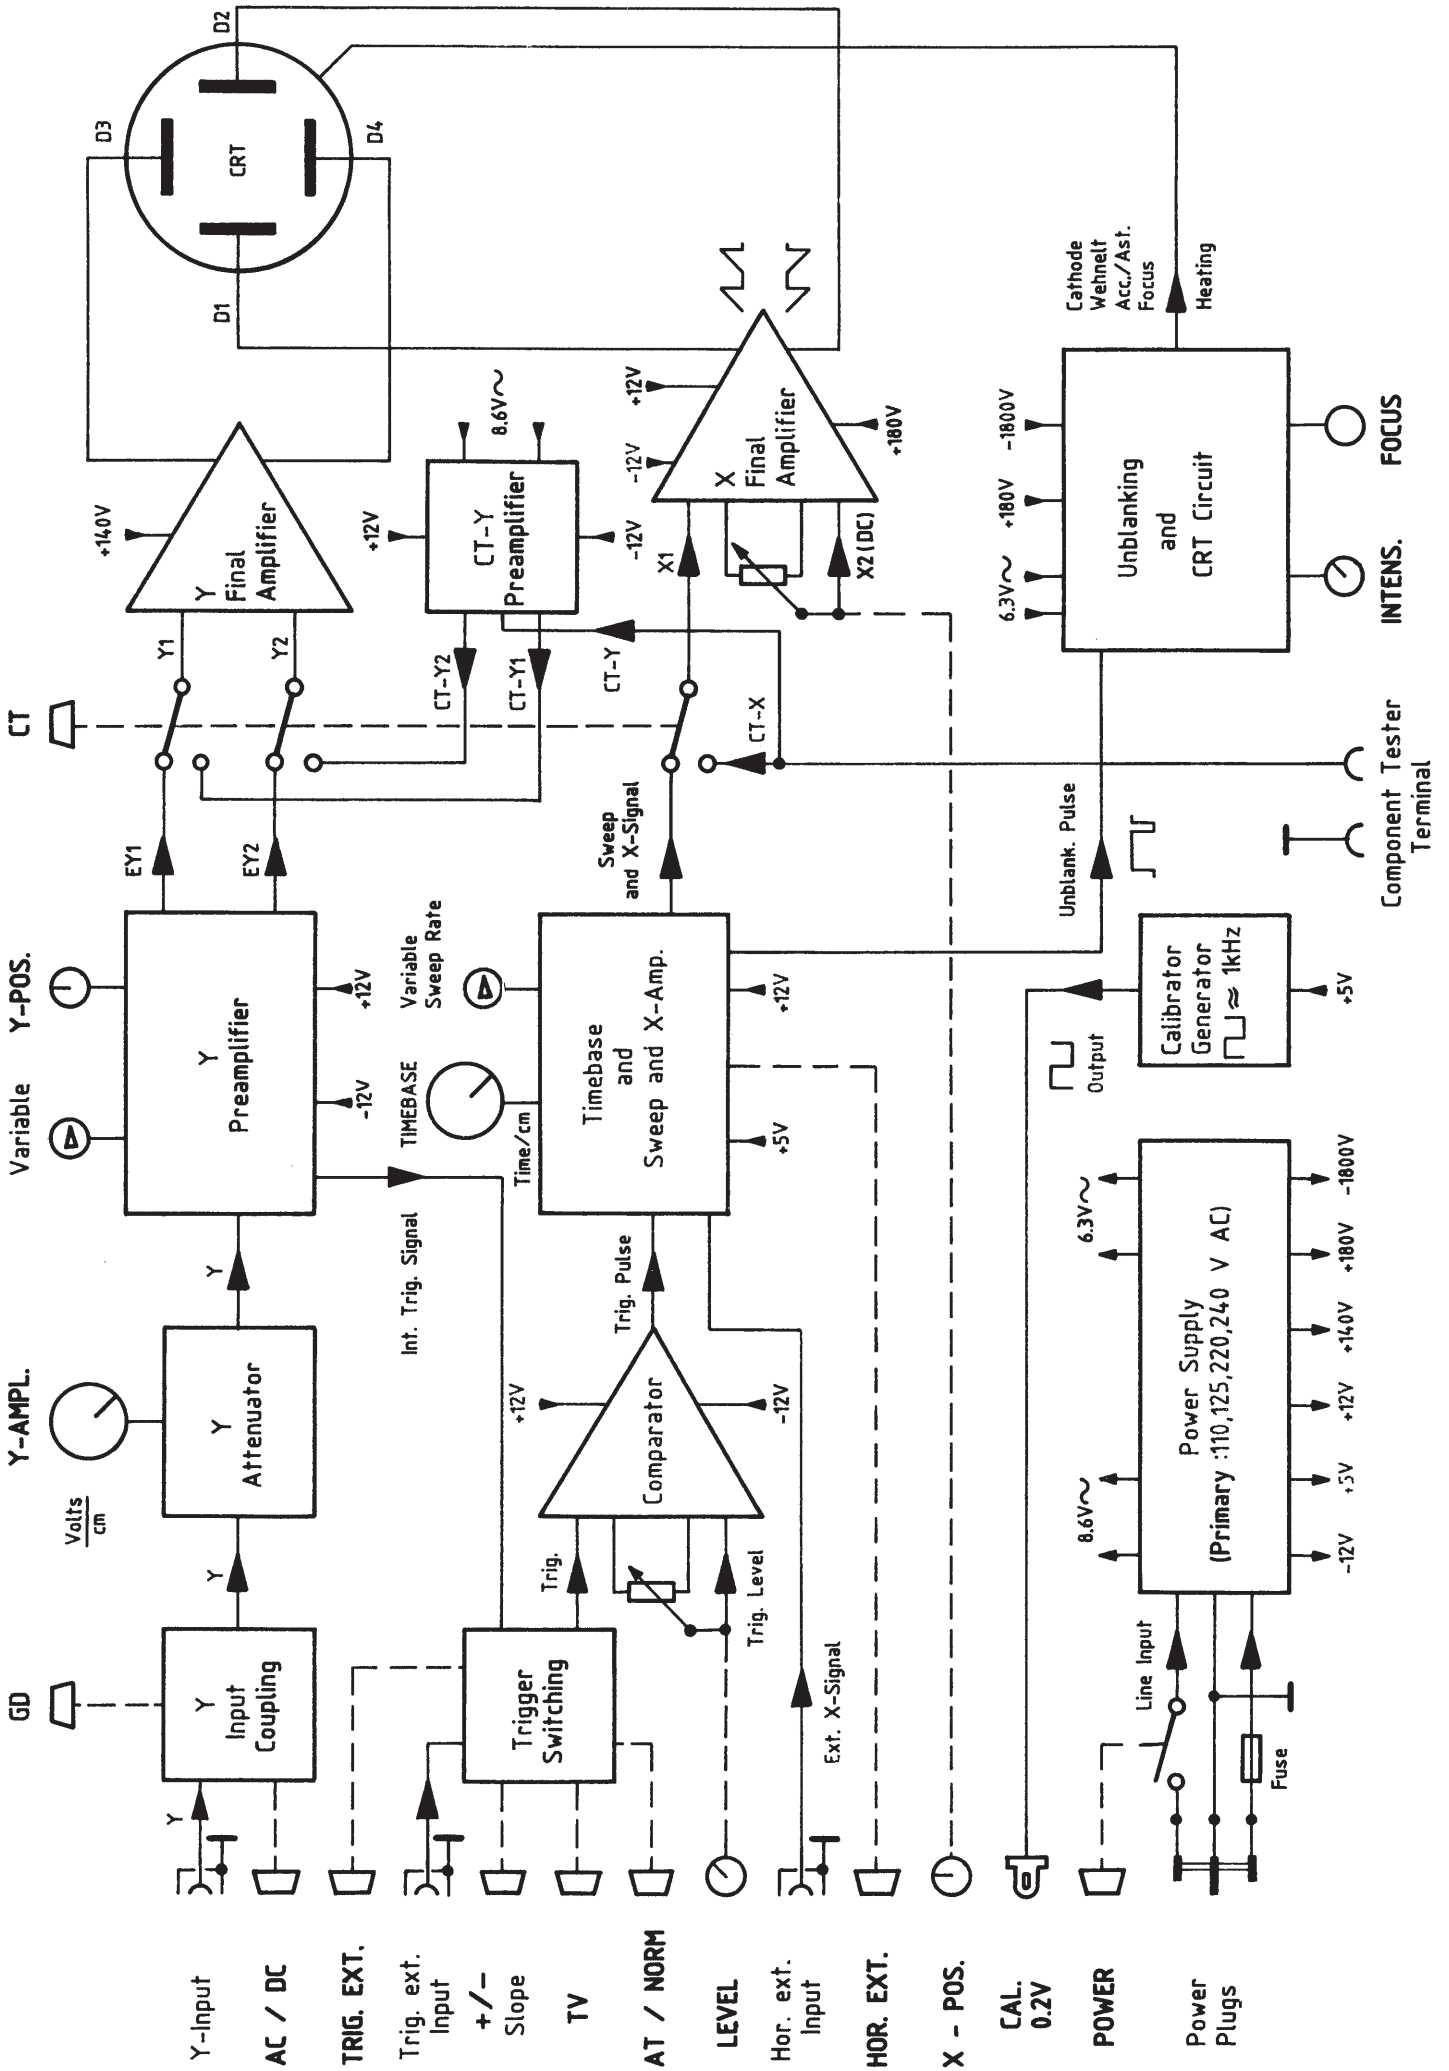 Y-Input
AC / DC
TRIG. EXT.
Trig. ext.
Input
+/-
Slope
TV
AT / NORM
LEVEL
Hor. ext.
Input
HOR. EXT.
X - POS.
CAL.
0.2V
POWER
Power
Plugs
GD
Y
Y
Input
Coupling
Y
Y-AMPL.
Volts
cm
Y
Attenuator
Y
Variable
Y-POS.
Y
Preamplifier
-12V
+12V
Int. Trig. Signal
EY1
EY2
CT
Y1
Y2
Y
Final
Amplifier
+140V
D3
D2
CRT
D1
D4
CT-Y2
CT-Y1
CT-Y
CT-Y
Preamplifier
+12V
-12V
8.6V~
Trigger
Switching
Trig.
Trig. Level
Comparator
+12V
-12V
Trig. Pulse
Ext. X-Signal
TIMEBASE
Time/cm
Variable
Sweep Rate
Timebase
and
Sweep and X-Amp.
+5V
+12V
Sweep
and X-Signal
CT-X
X1
X2(DC)
X
Final
Amplifier
-12V
+12V
+180V
Line Input
Fuse
8.6V~
6.3V~
Power Supply
(Primary :110,125,220,240 V AC)
-12V
+5V
+12V
+140V
+180V
-1800V
Output
Calibrator
Generator
≈ 1kHz
+5V
Unblank. Pulse
Component Tester
Terminal
6.3V~
+180V
-1800V
Unblanking
and
CRT Circuit
INTENS.
FOCUS
Cathode
Wehnelt
Acc./Ast.
Focus
Heating